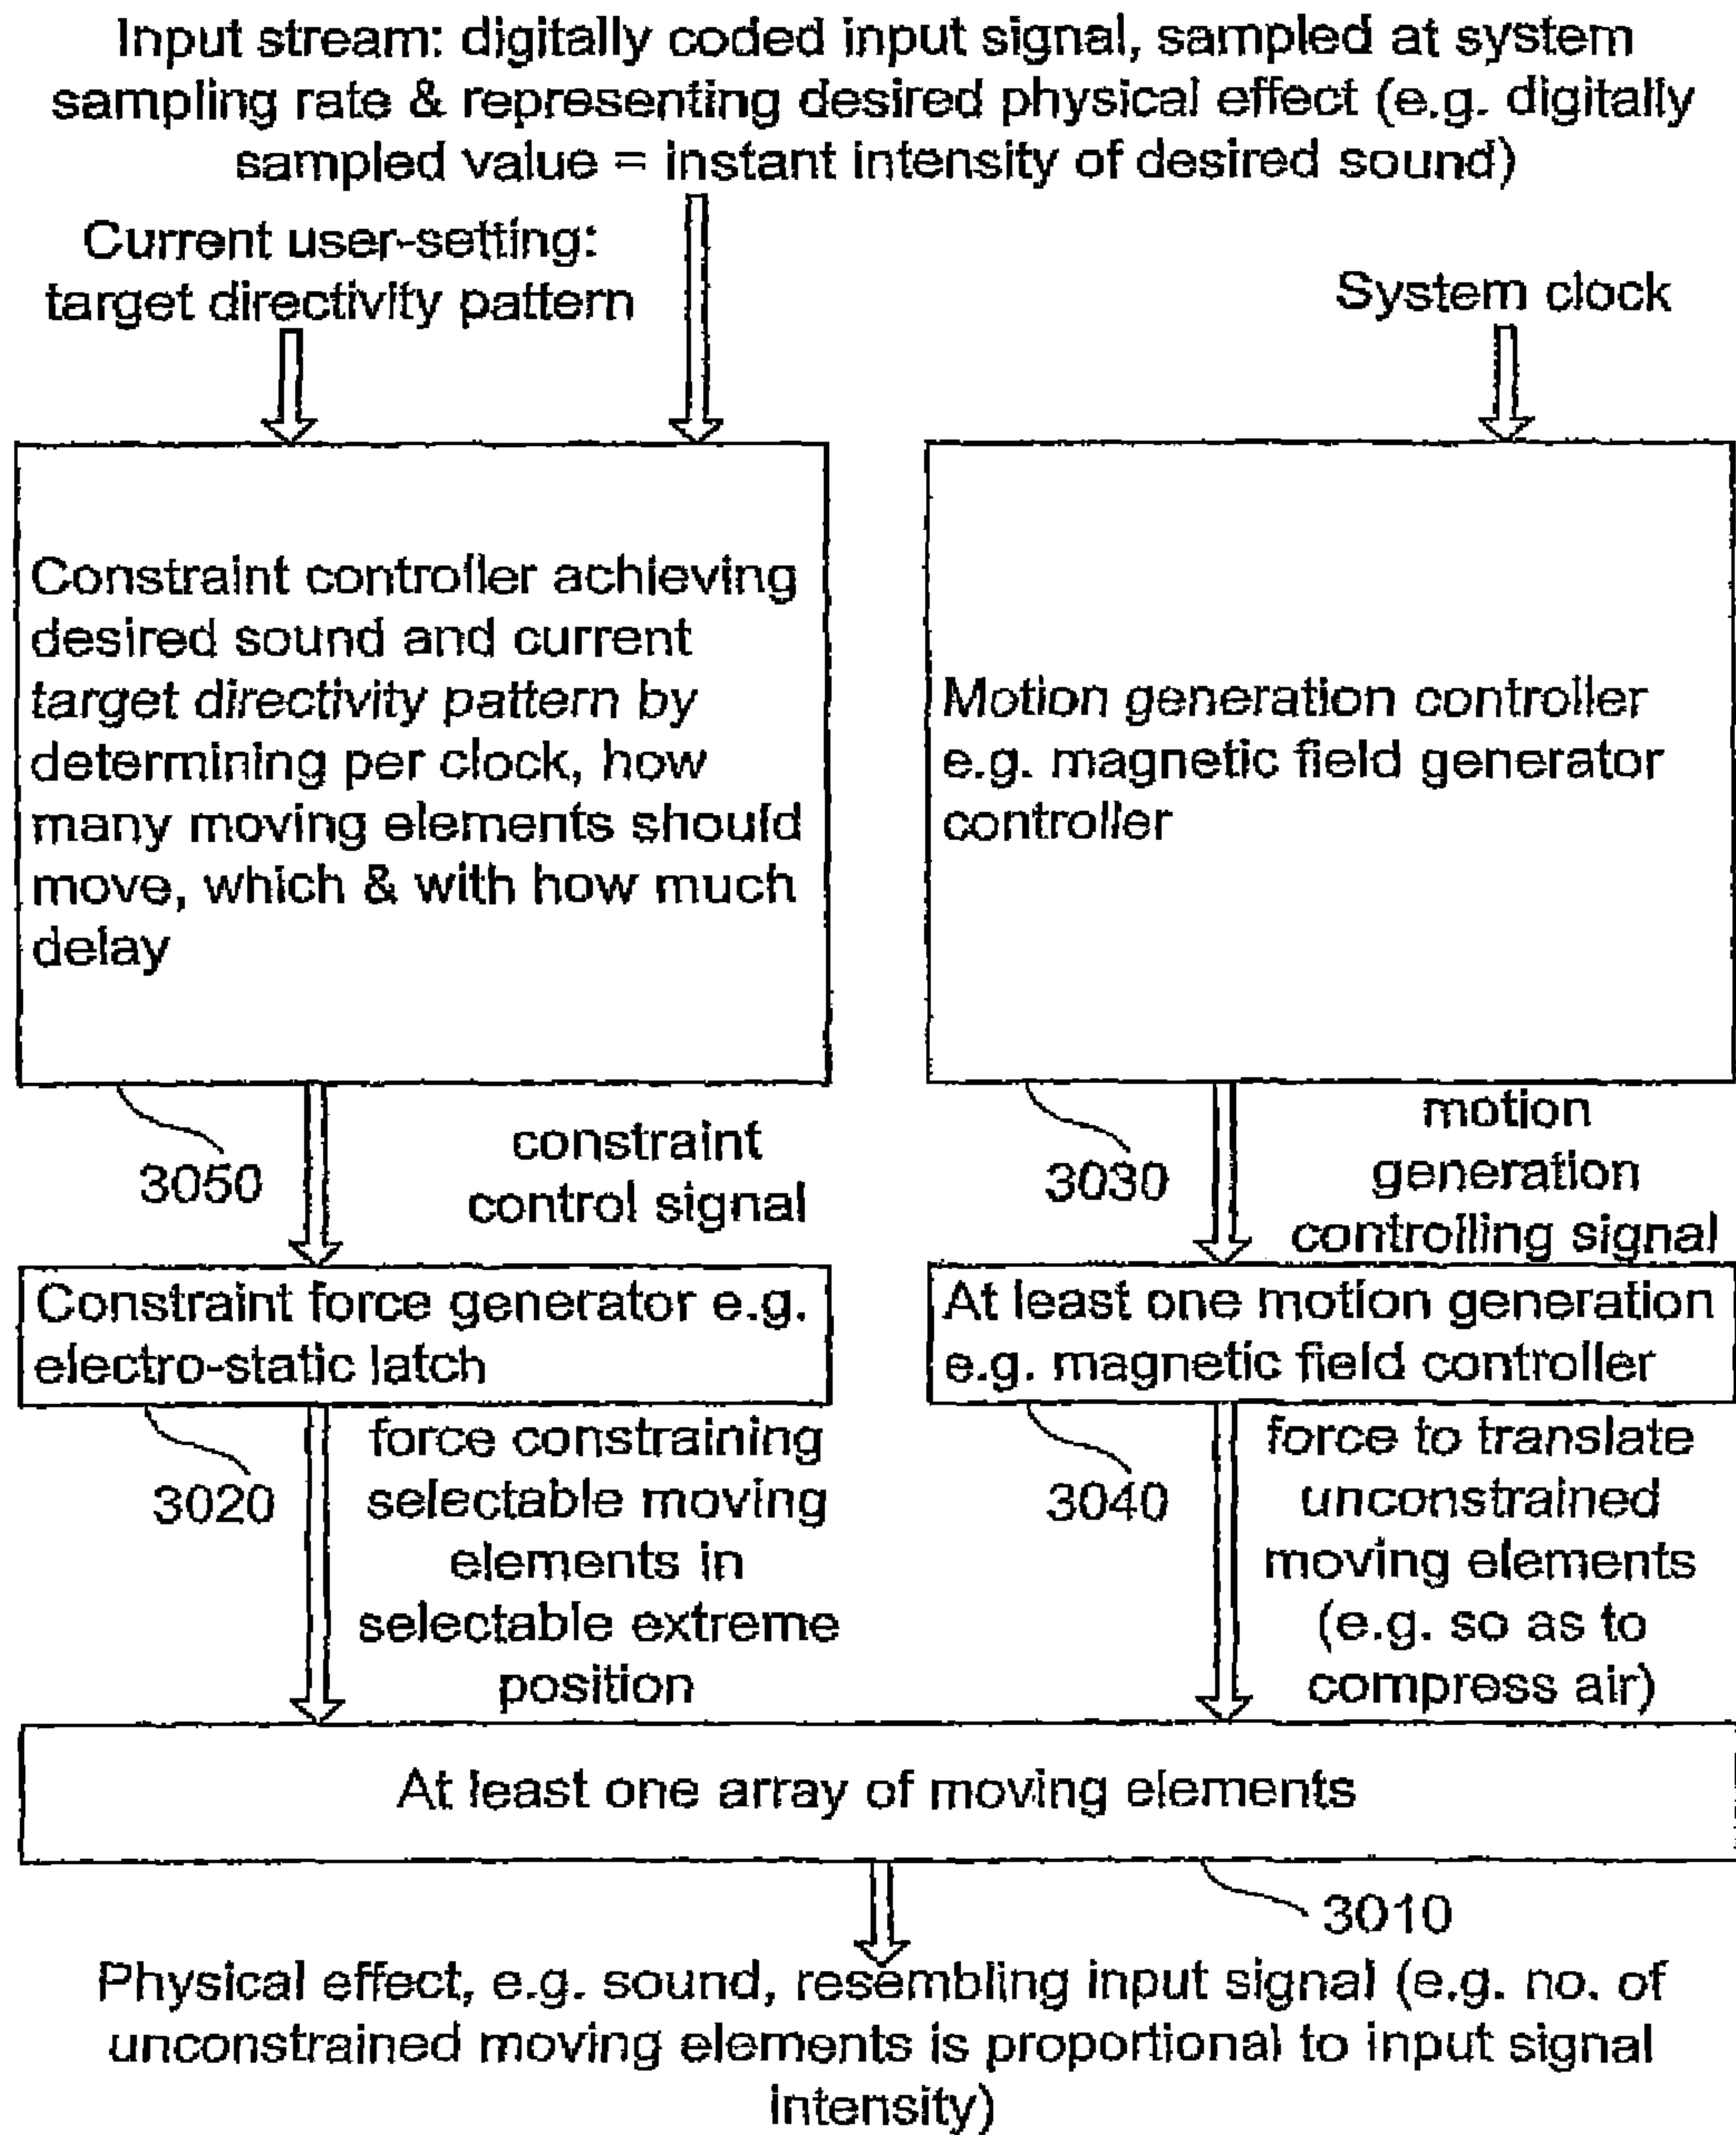 Input stream: digitally coded input signal, sampled at system
sampling rate & representing desired physical effect (e.g. digitally
sampled value = instant intensity of desired sound)
Current user-setting:
target directivity pattern
System clock
Constraint controller achieving
desired sound and current
target directivity pattern by
determining per clock, how
many moving elements should
move, which & with how much
delay
Motion generation controller
e.g. magnetic field generator
controller
3050
constraint
control signal
3030
motion
generation
controlling signal
Constraint force generator e.g.
electro-static latch
At least one motion generation
e.g. magnetic field controller
3020
force constraining
selectable moving
elements in
selectable extreme
position
3040
force to translate
unconstrained
moving elements
(e.g. so as to
compress air)
At least one array of moving elements
3010
Physical effect, e.g. sound, resembling input signal (e.g. no. of
unconstrained moving elements is proportional to input signal
intensity)